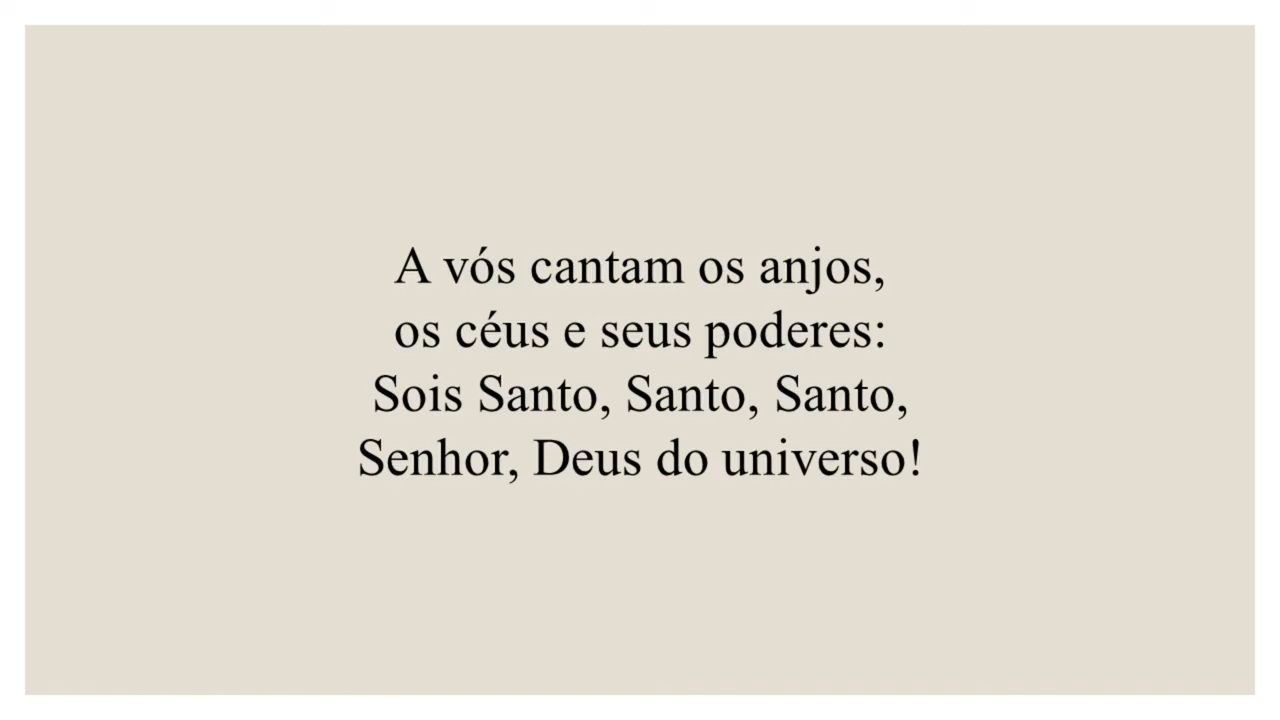 A vós cantam os anjos,
os céus e seus poderes:
Sois Santo, Santo, Santo,
Senhor, Deus do universo!